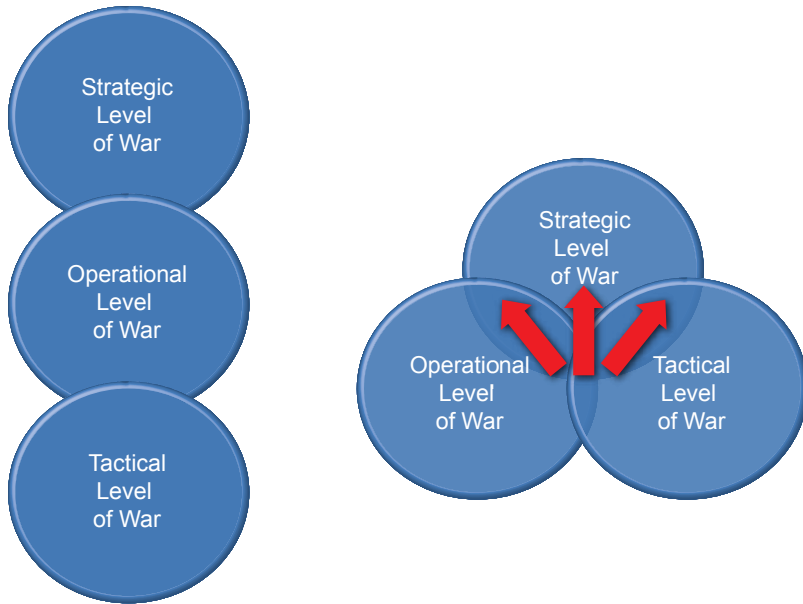 Strategic
Level
of War
Operational
Level
of War
Tactical
Level
of War
Strategic
Level
of War
Operational
Level
of War
Tactical
Level
of War